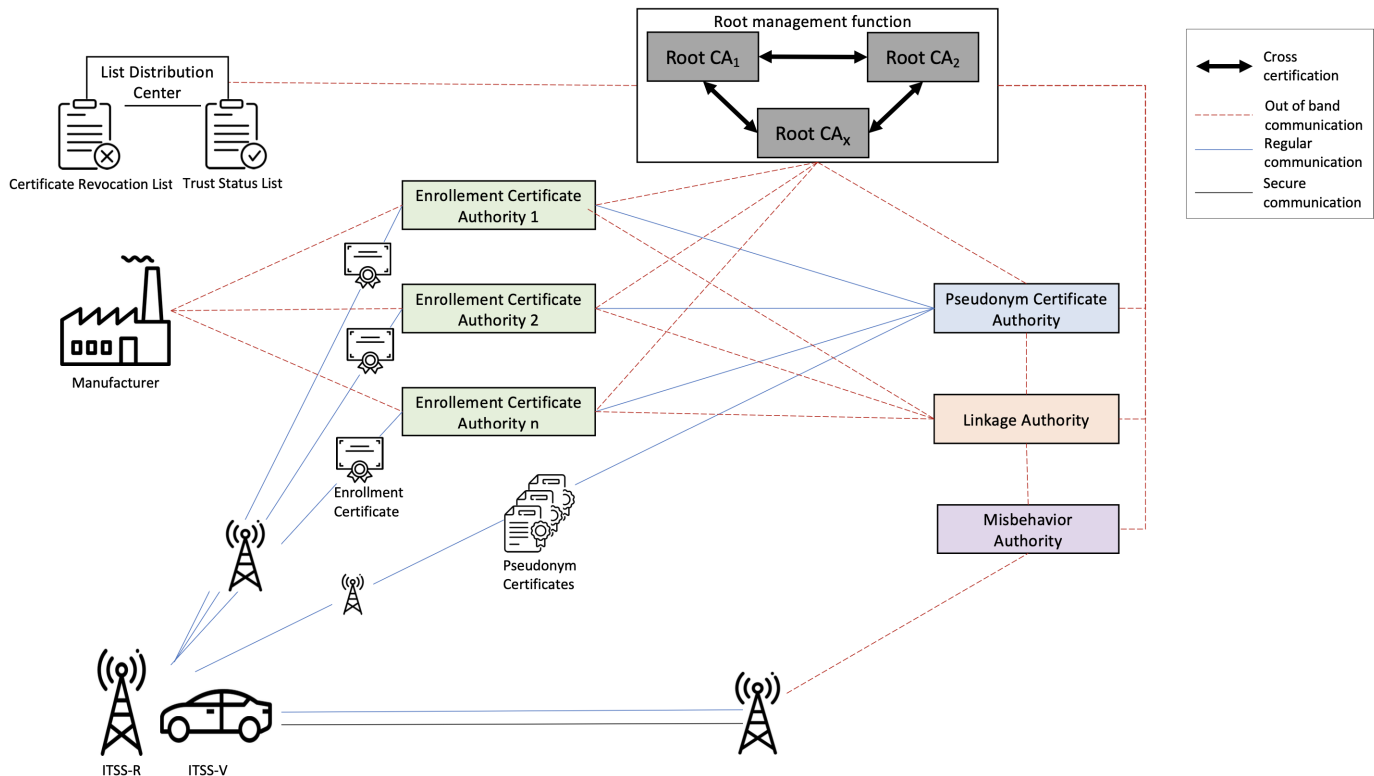 Root management function
Root CA1
Root CA2
Root CAx
List Distribution
Center
Certificate Revocation List
Trust Status List
Cross
certification
Out of band
communication
Regular
communication
Secure
communication
Enrollement Certificate
Authority 1
Enrollement Certificate
Authority 2
Enrollement Certificate
Authority n
Pseudonym Certificate
Authority
Linkage Authority
Misbehavior
Authority
Manufacturer
Enrollment
Certificate
Pseudonym
Certificates
ITSS-R
ITSS-V